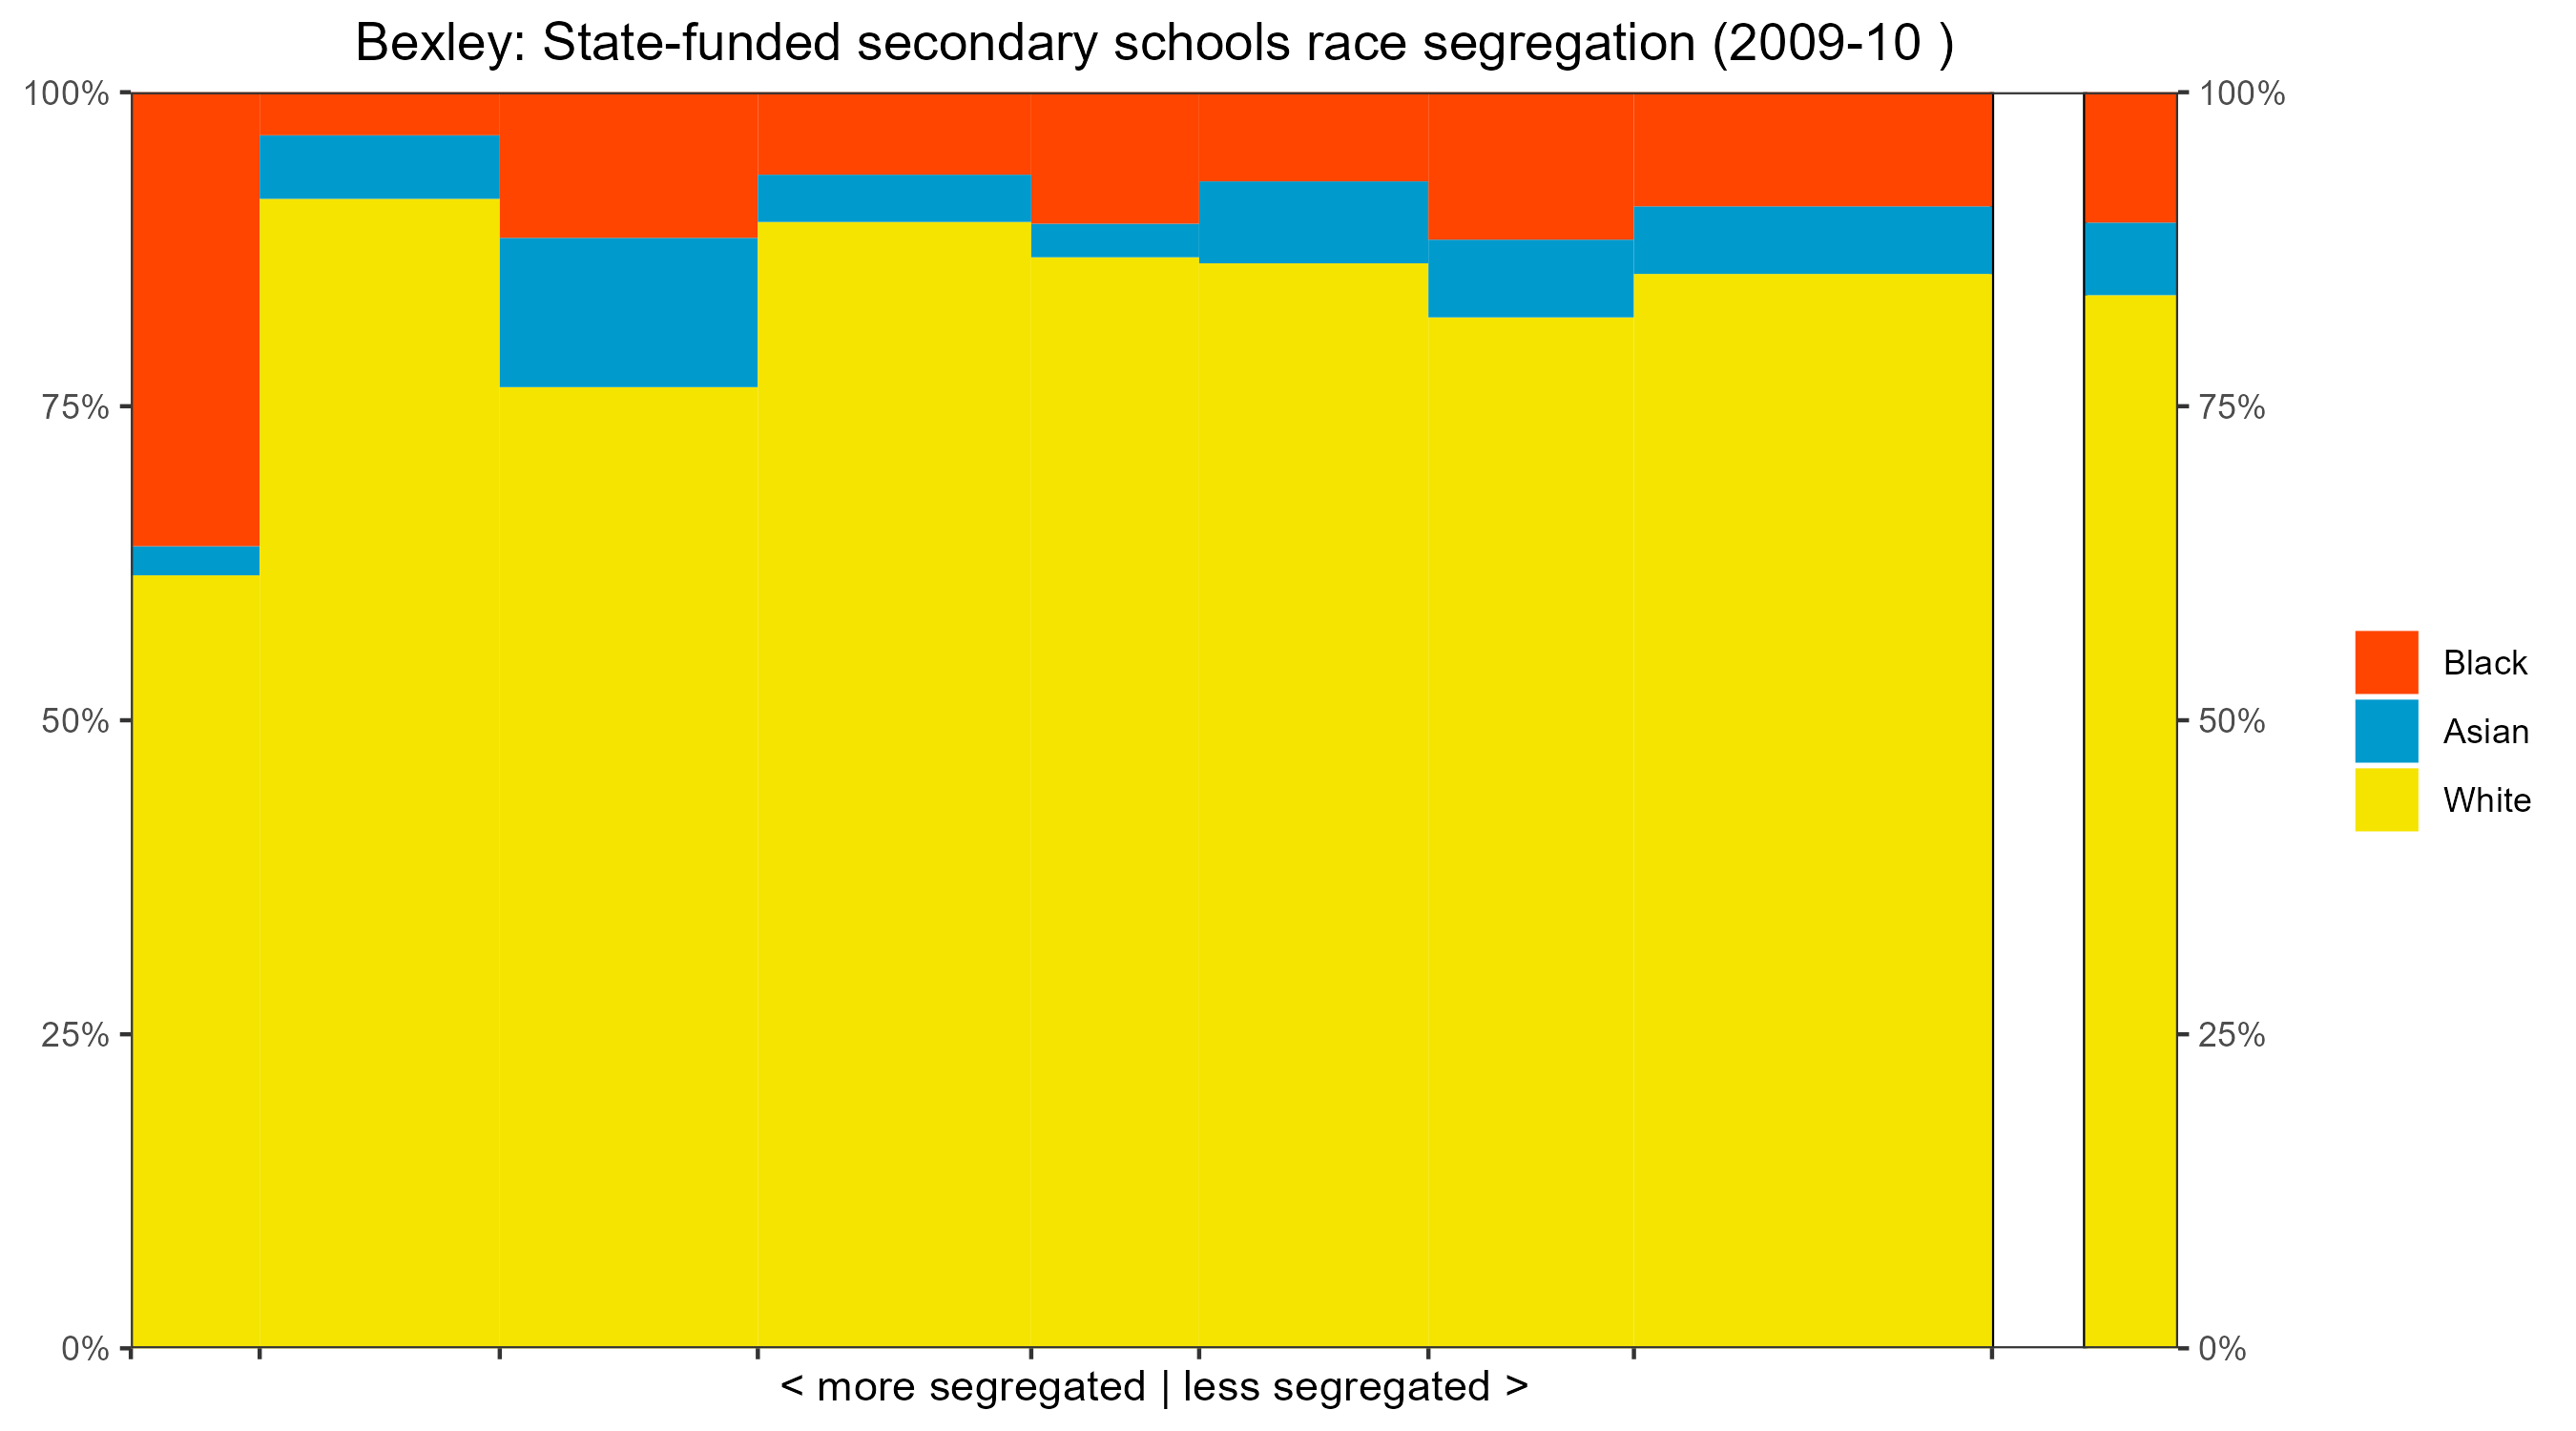 Bexley: State-funded secondary schools race segregation (2009-10 )
100%
75%
50%
25%
0%
100%
75%
50%
25%
0%
Black
Asian
White
< more segregated | less segregated >